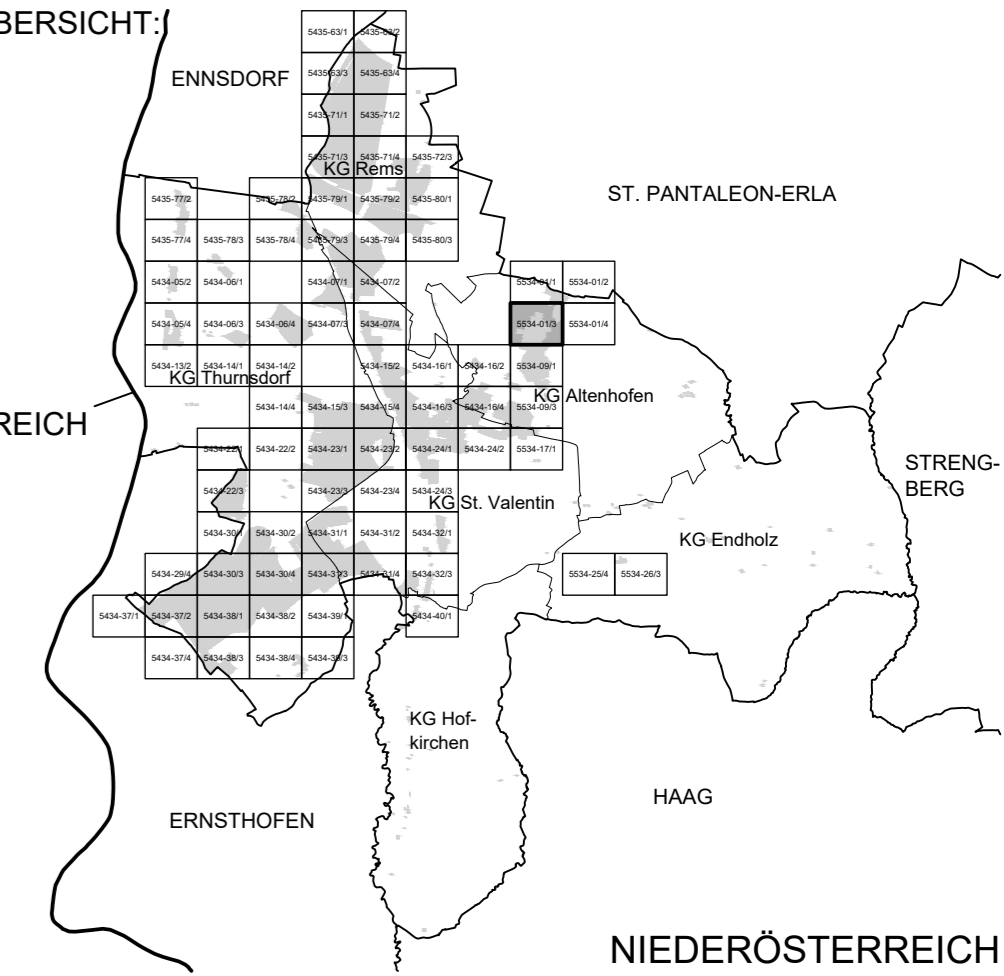 BERSICHT:
5435-63/1 5435-63/2
ENNSDORF
5435-63/3 5435-63/4
5435-71/1 5435-71/2
5435-71/3 5435-71/4 5435-72/3
KG Rems
ST. PANTALEON-ERLA
5435-77/2 5435-78/2 5435-79/1 5435-79/2 5435-80/1
5435-77/4 5435-78/3 5435-78/4 5435-79/3 5435-79/4 5435-80/3
5434-05/2 5434-06/1 5434-07/1 5434-07/2 5534-01/1 5534-01/2
5434-05/4 5434-06/3 5434-06/4 5434-07/3 5434-07/4 5534-01/3 5534-01/4
5434-13/2 5434-14/1 5434-14/2 5434-15/2 5434-16/1 5434-16/2 5534-09/1
KG Thurnsdorf
KG Altenhofen
5434-14/4 5434-15/3 5434-15/4 5434-16/3 5434-16/4 5534-09/3
REICH
5434-22/1 5434-22/2 5434-23/1 5434-23/2 5434-24/1 5434-24/2 5534-17/1
STRENG-
BERG
5434-22/3 5434-23/3 5434-23/4 5434-24/3
KG St. Valentin
5434-30/1 5434-30/2 5434-31/1 5434-31/2 5434-32/1
KG Endholz
5434-29/4 5434-30/3 5434-30/4 5434-31/3 5434-31/4 5434-32/3 5534-25/4 5534-26/3
5434-37/1 5434-37/2 5434-38/1 5434-38/2 5434-39/1 5434-40/1
5434-37/4 5434-38/3 5434-38/4 5434-39/3
KG Hof-
kirchen
HAAG
ERNSTHOFEN
NIEDERÖSTERREICH